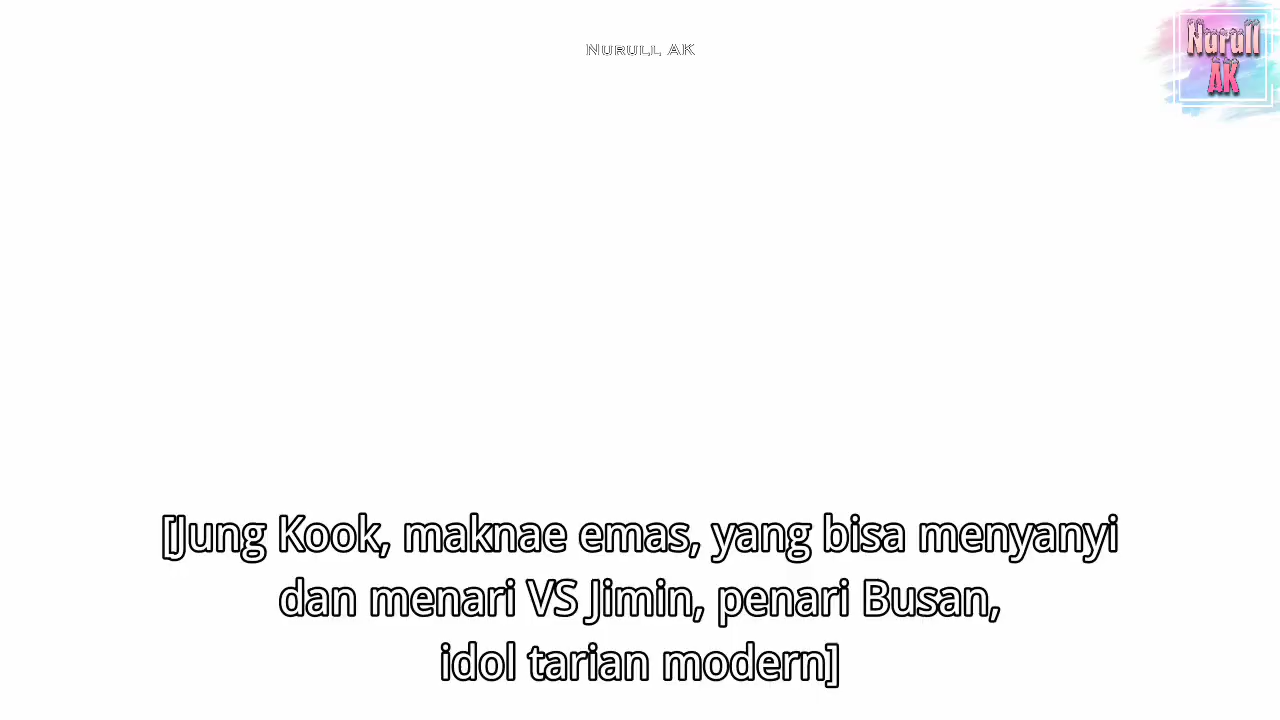 Nurull AK
Nurull
AK
[Jung Kook, maknae emas, yang bisa menyanyi
dan menari VS Jimin, penari Busan,
idol tarian modern]